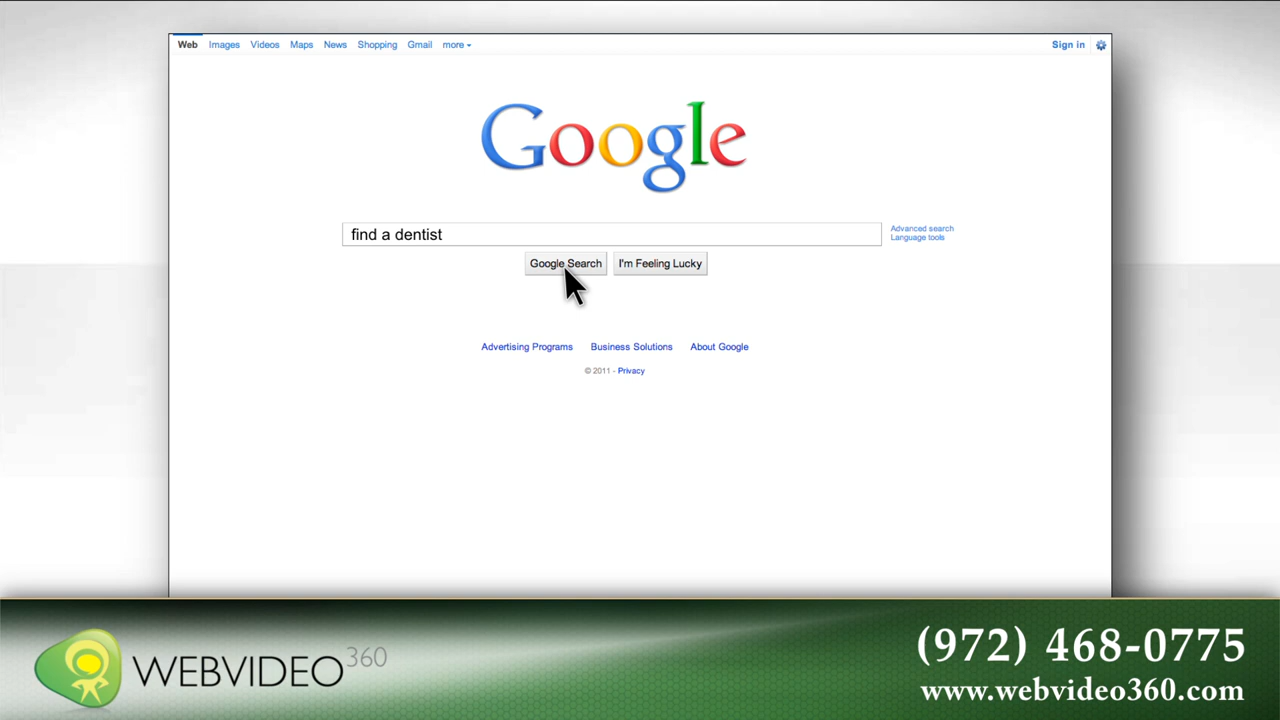 Web Images Videos Maps News Shopping Gmail more Sign in
Google
find a dentist
Advanced search
Language tools
Google Search I'm Feeling Lucky
Advertising Programs Business Solutions About Google
© 2011 - Privacy
WEBVIDEO360
(972) 468-0775
www.webvideo360.com